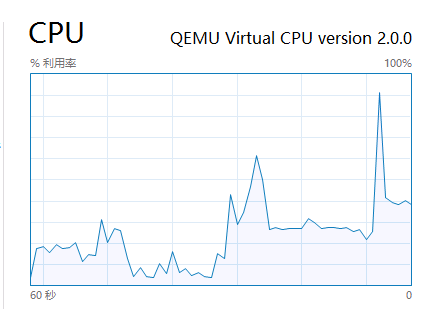 CPU
QEMU Virtual CPU version 2.0.0
% 利用率
100%
60 秒
0